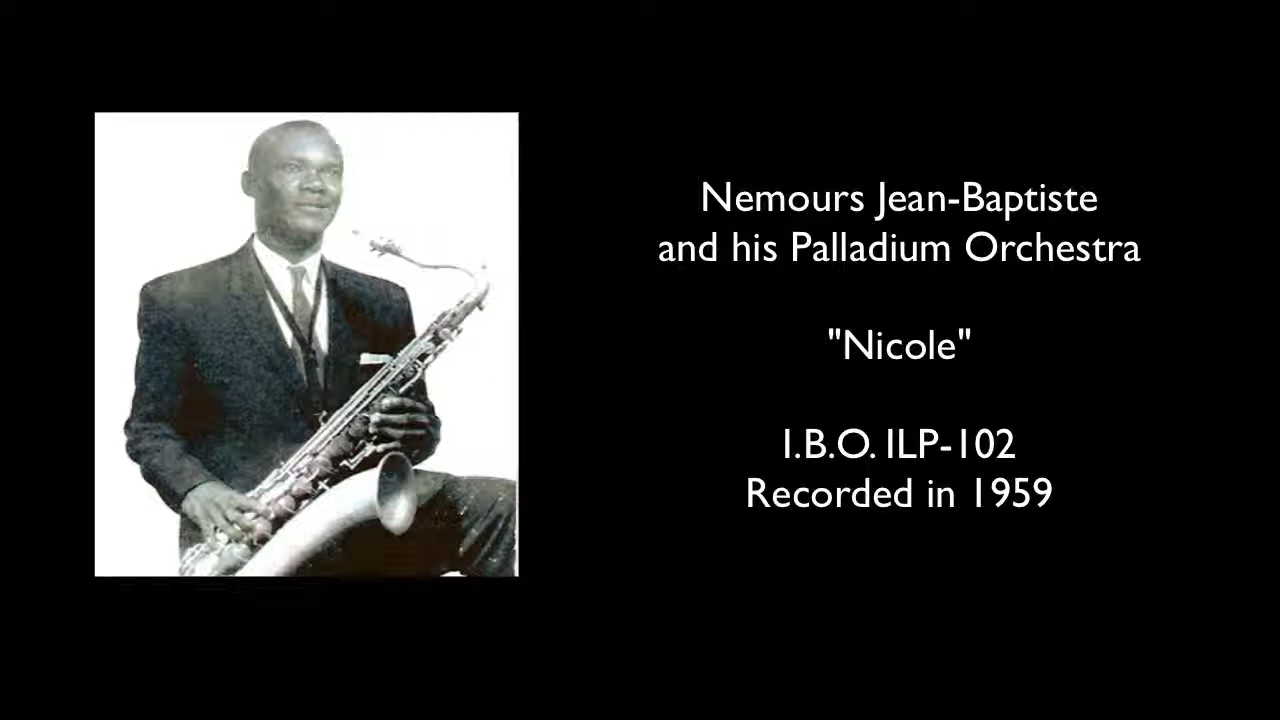 Nemours Jean-Baptiste
and his Palladium Orchestra
"Nicole"
I.B.O. ILP-102
Recorded in 1959